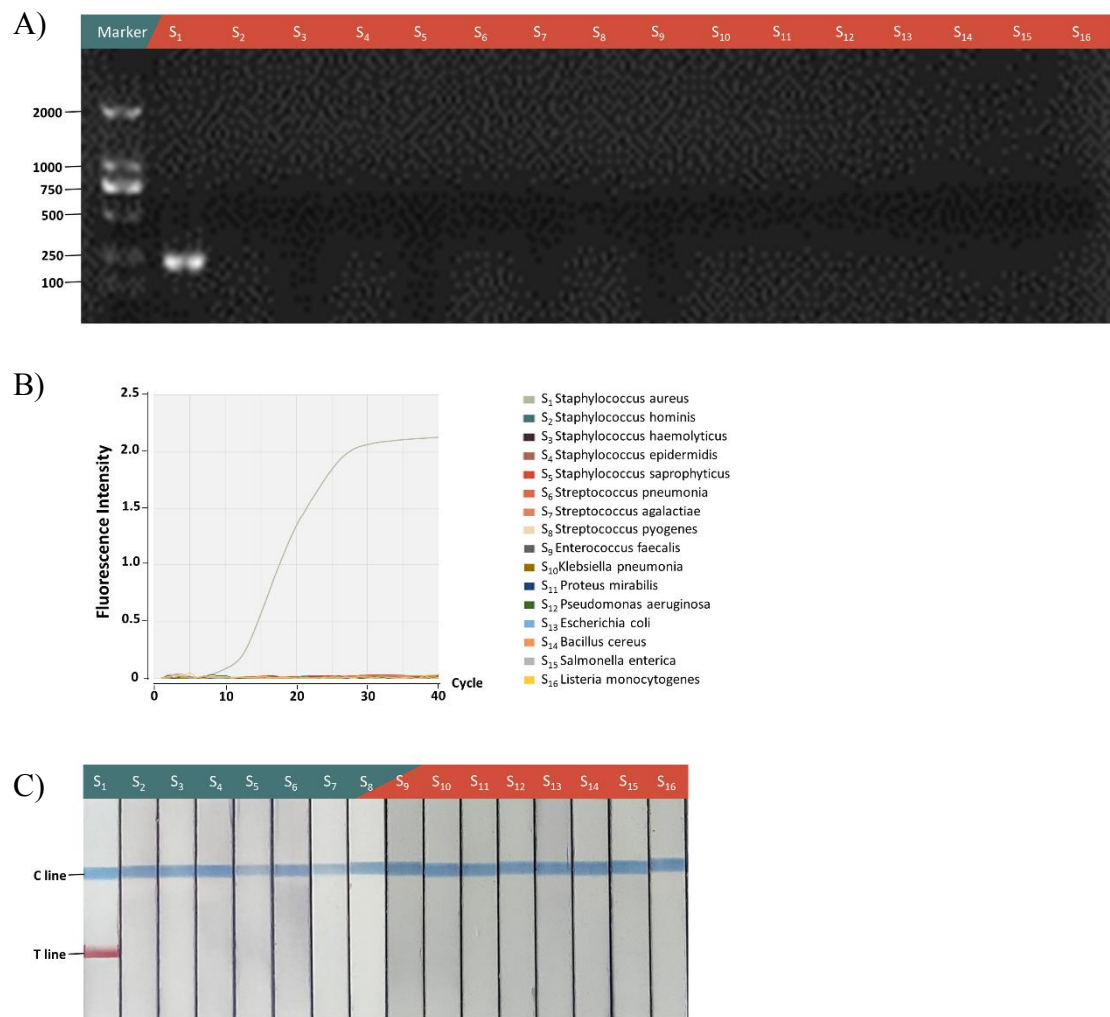 A)
Marker S₁ S₂ S₃ S₄ S₅ S₆ S₇ S₈ S₉ S₁₀ S₁₁ S₁₂ S₁₃ S₁₄ S₁₅ S₁₆
2000
1000
750
500
250
100
B)
2.5
2.0
1.5
1.0
0.5
0
Fluorescence Intensity
0 10 20 30 40
Cycle
S₁ Staphylococcus aureus
S₂ Staphylococcus hominis
S₃ Staphylococcus haemolyticus
S₄ Staphylococcus epidermidis
S₅ Staphylococcus saprophyticus
S₆ Streptococcus pneumonia
S₇ Streptococcus agalactiae
S₈ Streptococcus pyogenes
S₉ Enterococcus faecalis
S₁₀Klebsiella pneumonia
S₁₁ Proteus mirabilis
S₁₂ Pseudomonas aeruginosa
S₁₃ Escherichia coli
S₁₄ Bacillus cereus
S₁₅ Salmonella enterica
S₁₆ Listeria monocytogenes
C)
S₁ S₂ S₃ S₄ S₅ S₆ S₇ S₈ S₉ S₁₀ S₁₁ S₁₂ S₁₃ S₁₄ S₁₅ S₁₆
C line
T line